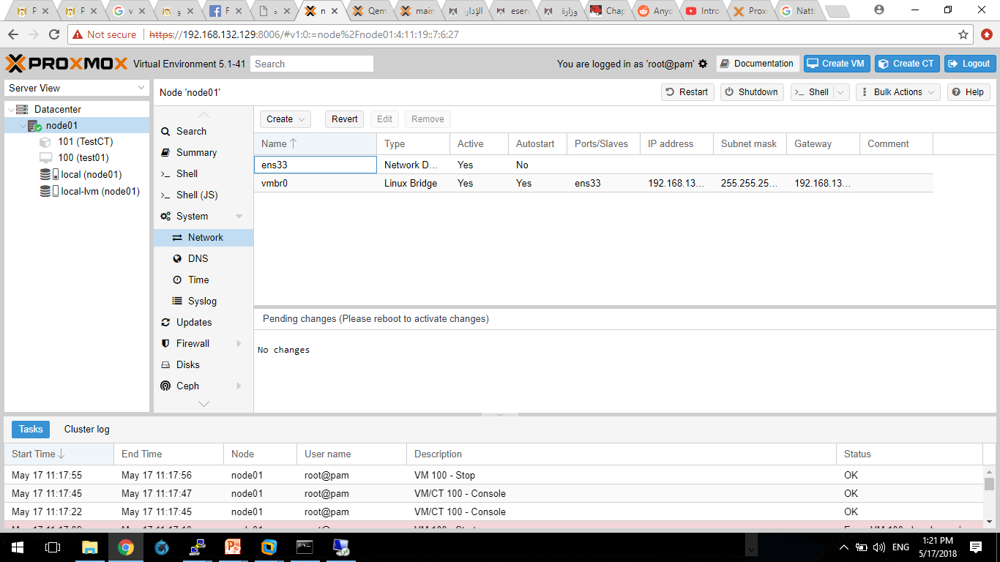 P
P
v
و
F
د
n
Qem
main
الإدار
eser
وزارة
Chap
Anyc
Intro
Prox
Natti
Not secure https://192.168.132.129:8006/#v1:0:=node%2Fnode01:4:11:19::7:6:27
PROXMOX Virtual Environment 5.1-41 Search You are logged in as 'root@pam' Documentation Create VM Create CT Logout
Server View
Node 'node01' Restart Shutdown >_ Shell Bulk Actions Help
Datacenter
node01
101 (TestCT)
100 (test01)
local (node01)
local-lvm (node01)
Search
Summary
>_ Shell
>_ Shell (JS)
System
Network
DNS
Time
Syslog
Updates
Firewall
Disks
Ceph
Create Revert Edit Remove
Name Type Active Autostart Ports/Slaves IP address Subnet mask Gateway Comment
ens33 Network D... Yes No
vmbr0 Linux Bridge Yes Yes ens33 192.168.13... 255.255.25... 192.168.13...
Pending changes (Please reboot to activate changes)
No changes
Tasks Cluster log
Start Time End Time Node User name Description Status
May 17 11:17:55 May 17 11:17:56 node01 root@pam VM 100 - Stop OK
May 17 11:17:45 May 17 11:17:47 node01 root@pam VM/CT 100 - Console OK
May 17 11:17:22 May 17 11:17:45 node01 root@pam VM/CT 100 - Console OK
ENG
1:21 PM
5/17/2018